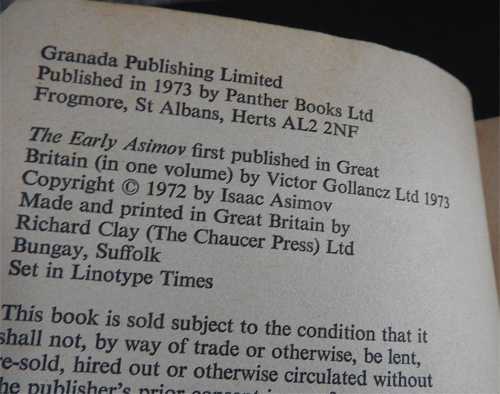 Granada Publishing Limited
Published in 1973 by Panther Books Ltd
Frogmore, St Albans, Herts AL2 2NF
The Early Asimov first published in Great
Britain (in one volume) by Victor Gollancz Ltd 1973
Copyright © 1972 by Isaac Asimov
Made and printed in Great Britain by
Richard Clay (The Chaucer Press) Ltd
Bungay, Suffolk
Set in Linotype Times
This book is sold subject to the condition that it
shall not, by way of trade or otherwise, be lent,
re-sold, hired out or otherwise circulated without
the publisher's prior